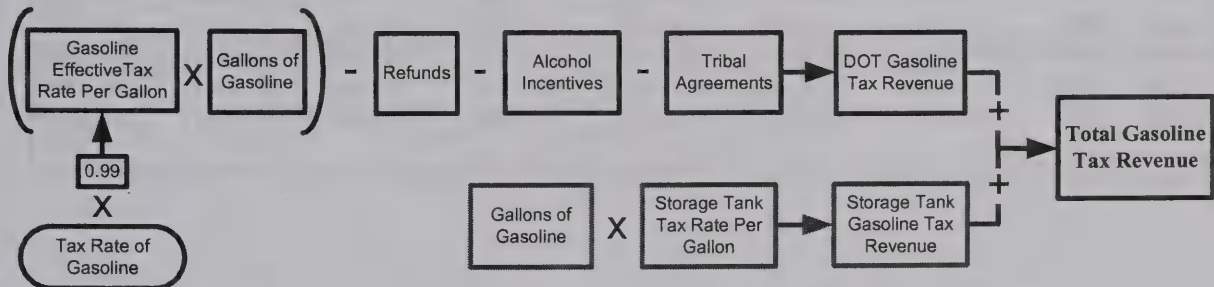 Gasoline
EffectiveTax
Rate Per Gallon
X
Gallons of
Gasoline
-
Refunds
-
Alcohol
Incentives
-
Tribal
Agreements
DOT Gasoline
Tax Revenue
+
Total Gasoline
Tax Revenue
0.99
X
Tax Rate of
Gasoline
Gallons of
Gasoline
X
Storage Tank
Tax Rate Per
Gallon
Storage Tank
Gasoline Tax
Revenue
+